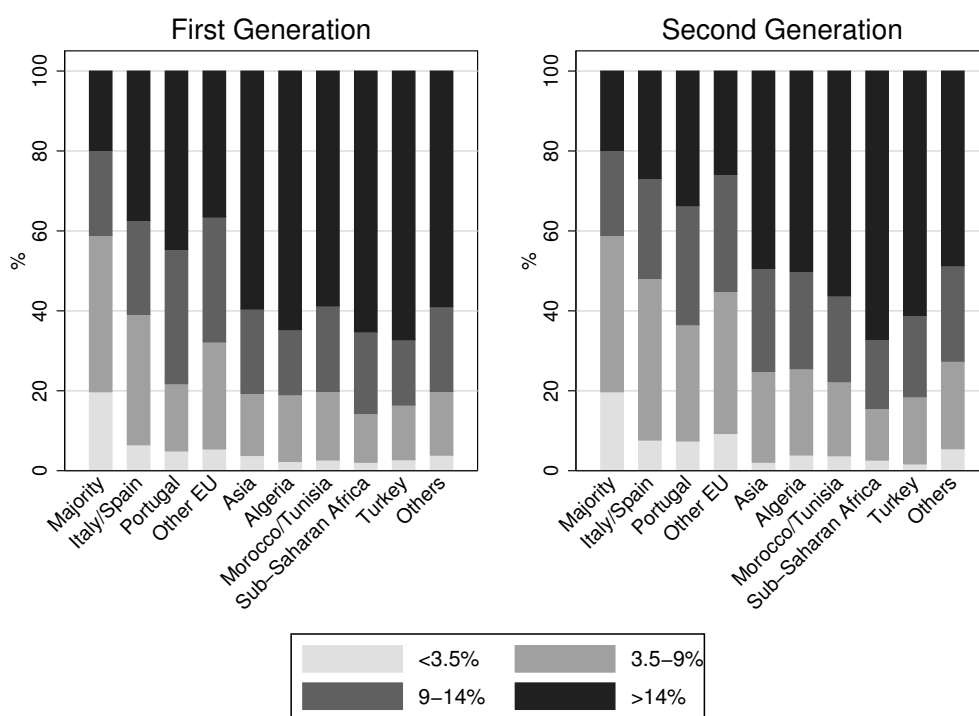 First Generation
100
80
60
40
20
0
%
Majority
Italy/Spain
Portugal
Other EU
Asia
Algeria
Morocco/Tunisia
Sub−Saharan Africa
Turkey
Others
Second Generation
100
80
60
40
20
0
%
Majority
Italy/Spain
Portugal
Other EU
Asia
Algeria
Morocco/Tunisia
Sub−Saharan Africa
Turkey
Others
<3.5% 3.5−9%
9−14% >14%